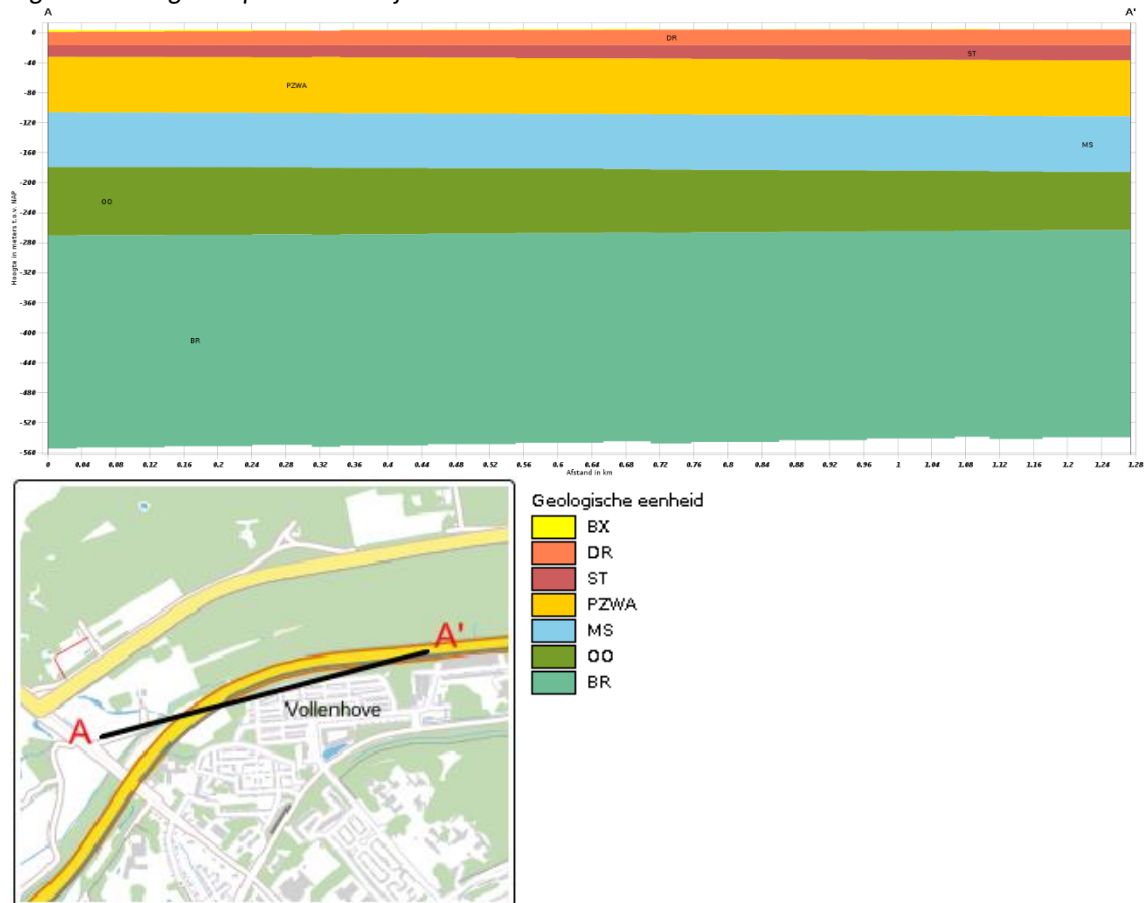 A A'
0
-40
-80
-120
-160
-200
-240
-280
-320
-360
-400
-440
-480
-520
-560
Hoogte in meters t.o.v. NAP
DR
ST
PZWA
MS
OO
BR
0 0.04 0.08 0.12 0.16 0.2 0.24 0.28 0.32 0.36 0.4 0.44 0.48 0.52 0.56 0.6 0.64 0.68 0.72 0.76 0.8 0.84 0.88 0.92 0.96 1 1.04 1.08 1.12 1.16 1.2 1.24 1.28
Afstand in km
A
A'
Vollenhove
Geologische eenheid
BX
DR
ST
PZWA
MS
OO
BR